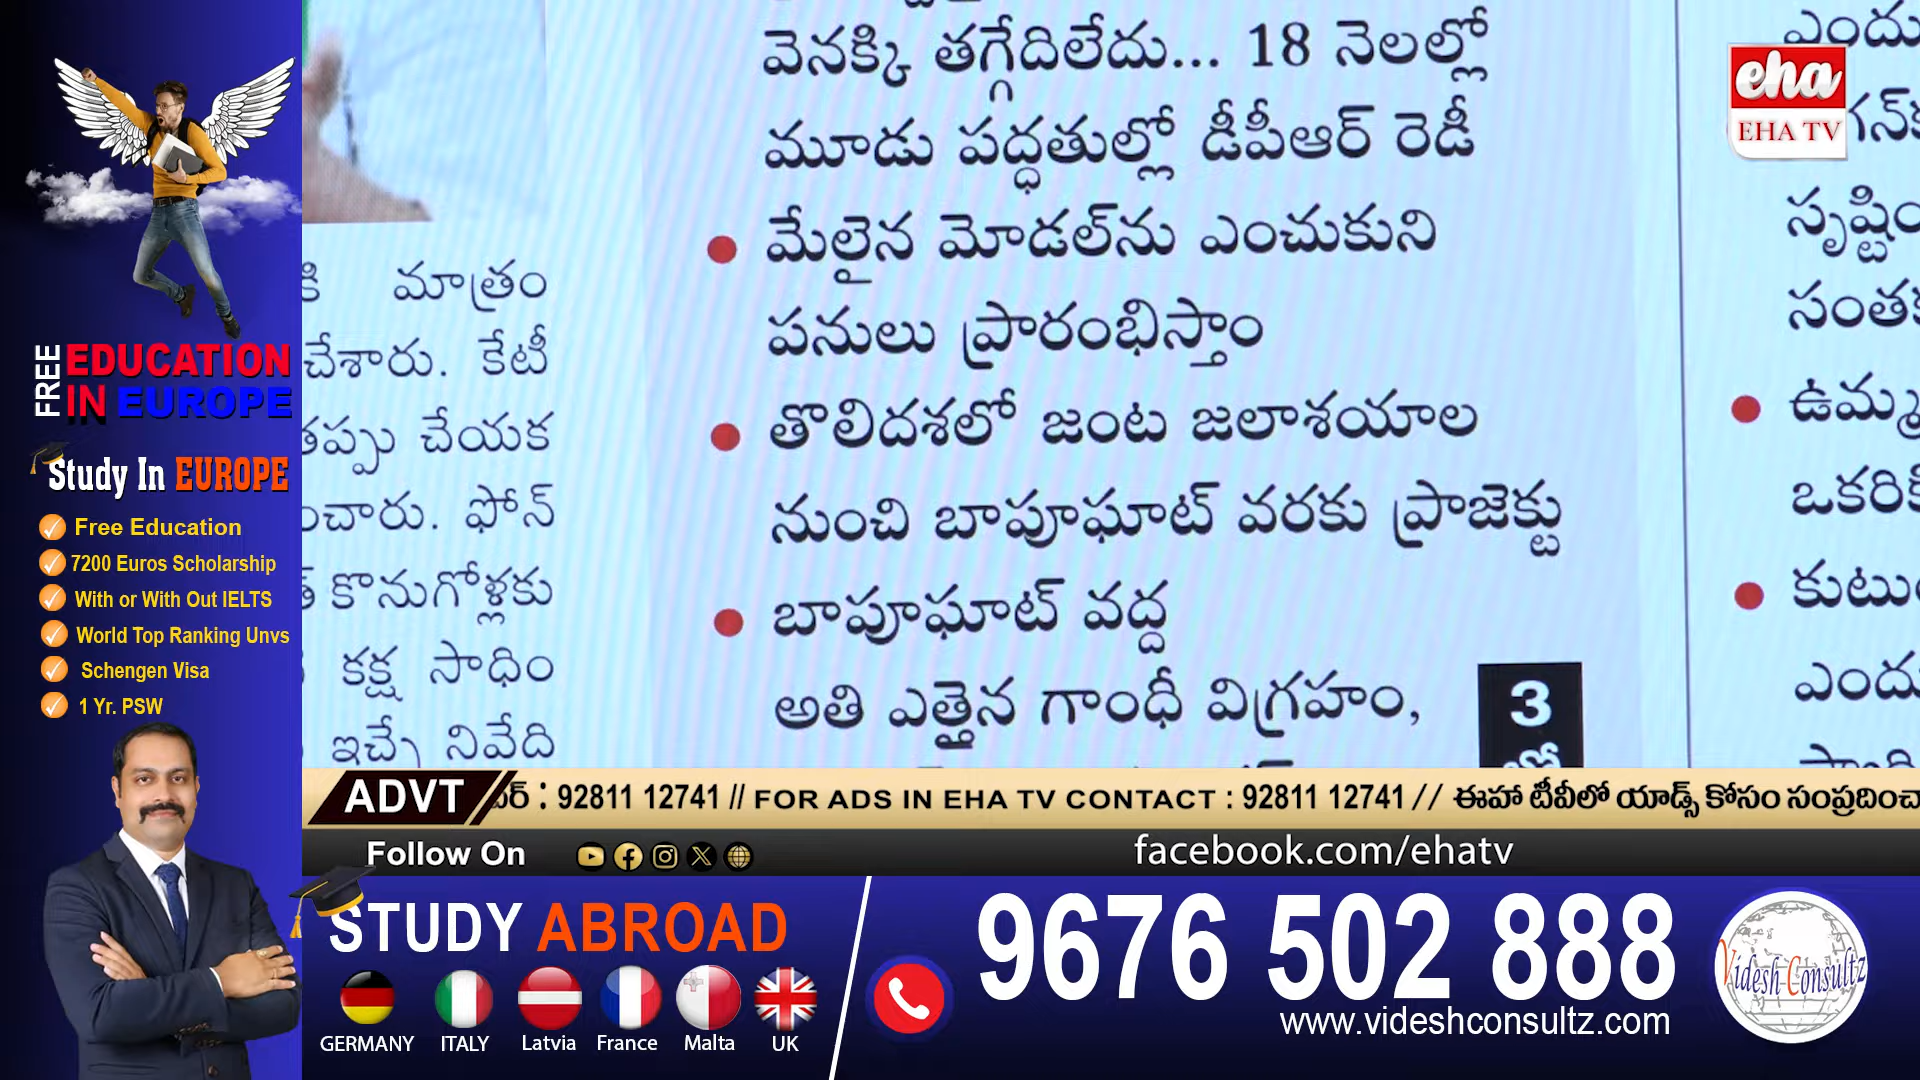 వెనక్కి తగ్గేదిలేదు... 18 నెలల్లో
మూడు పద్ధతుల్లో డీపీఆర్ రెడీ
• మేలైన మోడల్‌ను ఎంచుకుని
పనులు ప్రారంభిస్తాం
• తొలిదశలో జంట జలాశయాల
నుంచి బాపూఘాట్ వరకు ప్రాజెక్టు
• బాపూఘాట్ వద్ద
అతి ఎత్తైన గాంధీ విగ్రహం,
3
లో
మాత్రం
చేశారు. కేటీ
తప్పు చేయక
ంచారు. ఫోన్
కొనుగోళ్లకు
కక్ష సాధిం
ఇచ్చే నివేది
ఎందు
గన్‌క
సృష్టిం
సంతక
• ఉమ్మ
ఒకరిక
• కుటుం
ఎందు
eha
EHA TV
FREE
EDUCATION
IN EUROPE
Study In EUROPE
Free Education
7200 Euros Scholarship
With or With Out IELTS
World Top Ranking Unvs
Schengen Visa
1 Yr. PSW
ADVT
: 92811 12741 // FOR ADS IN EHA TV CONTACT : 92811 12741 // ఈహా టీవీలో యాడ్స్ కోసం సంప్రదించా
Follow On
facebook.com/ehatv
STUDY ABROAD
GERMANY ITALY Latvia France Malta UK
9676 502 888
www.videshconsultz.com
Videsh Consultz